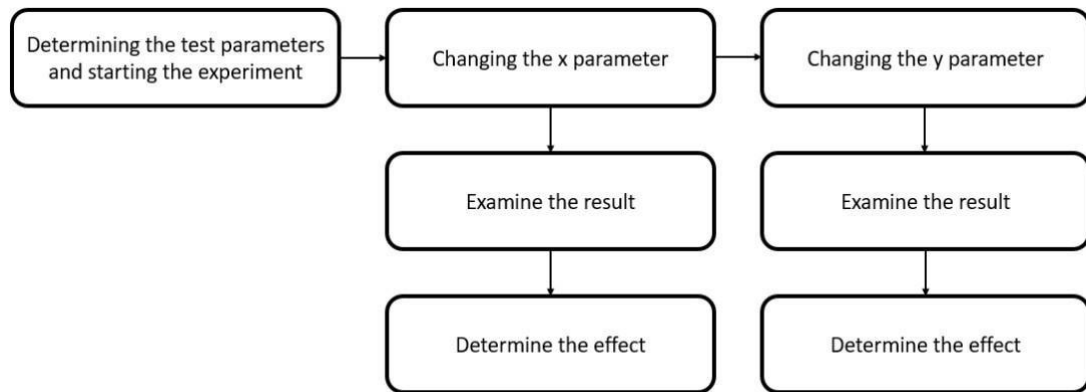 Determining the test parameters
and starting the experiment
Changing the x parameter
Changing the y parameter
Examine the result
Examine the result
Determine the effect
Determine the effect